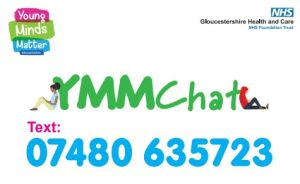 Young
Minds
Matter
NHS
Gloucestershire Health and Care
NHS Foundation Trust
YMMChat
Text:
07480 635723